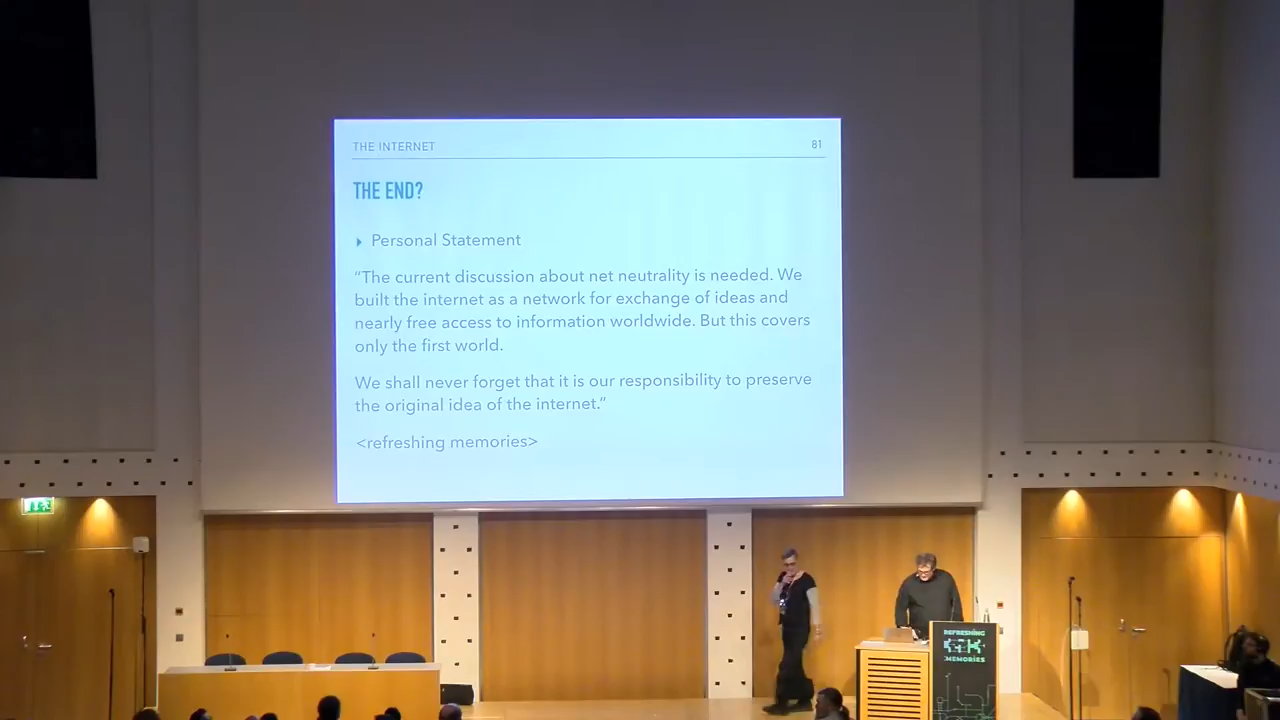 THE INTERNET
81
THE END?
Personal Statement
“The current discussion about net neutrality is needed. We
built the internet as a network for exchange of ideas and
nearly free access to information worldwide. But this covers
only the first world.
We shall never forget that it is our responsibility to preserve
the original idea of the internet.”
<refreshing memories>
REFRESHING
MEMORIES